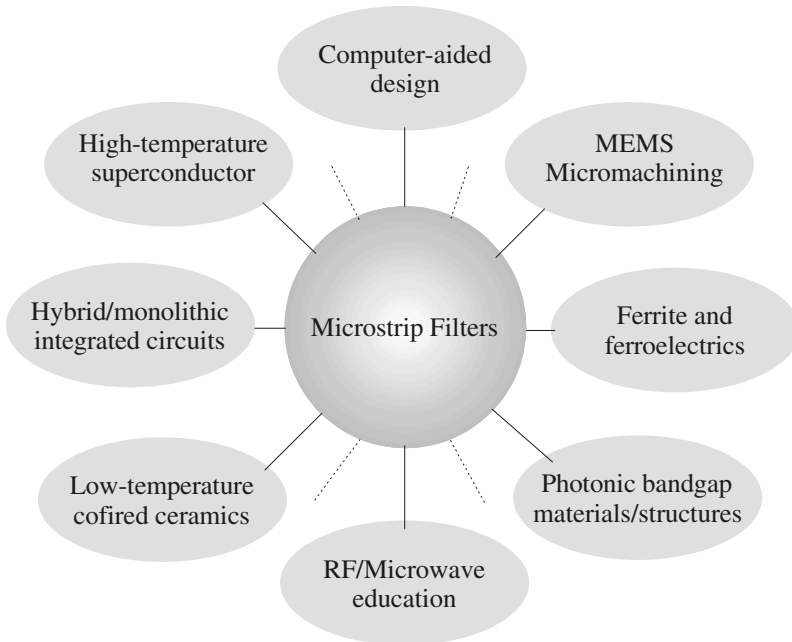 Computer-aided
design
High-temperature
superconductor
MEMS
Micromachining
Hybrid/monolithic
integrated circuits
Microstrip Filters
Ferrite and
ferroelectrics
Low-temperature
cofired ceramics
Photonic bandgap
materials/structures
RF/Microwave
education